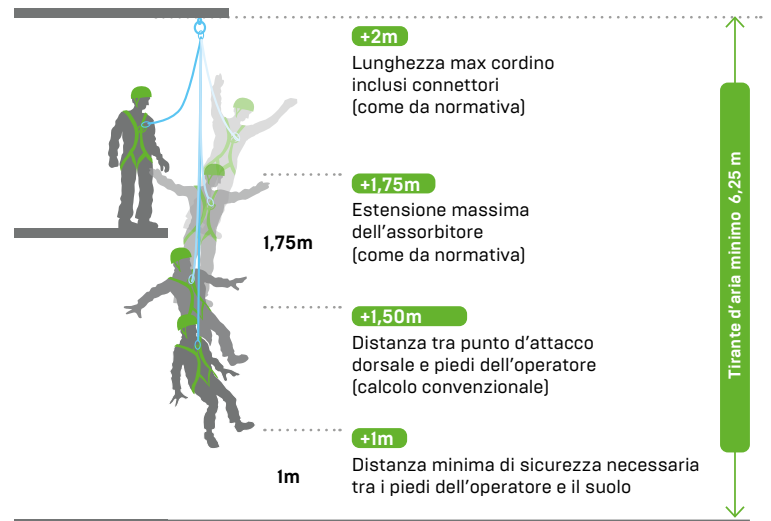 +2m
Lunghezza max cordino
inclusi connettori
(come da normativa)
+1,75m
Estensione massima
dell'assorbitore
(come da normativa)
1,75m
+1,50m
Distanza tra punto d'attacco
dorsale e piedi dell'operatore
(calcolo convenzionale)
+1m
Distanza minima di sicurezza necessaria
tra i piedi dell'operatore e il suolo
1m
Tirante d'aria minimo 6,25 m